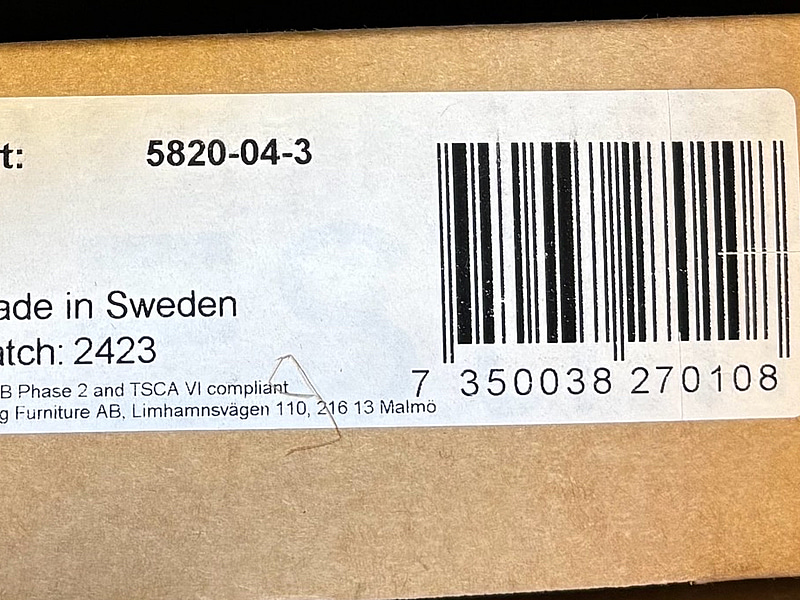 t: 5820-04-3
ade in Sweden
atch: 2423
B Phase 2 and TSCA VI compliant
g Furniture AB, Limhamnsvägen 110, 216 13 Malmö
7 350038 270108